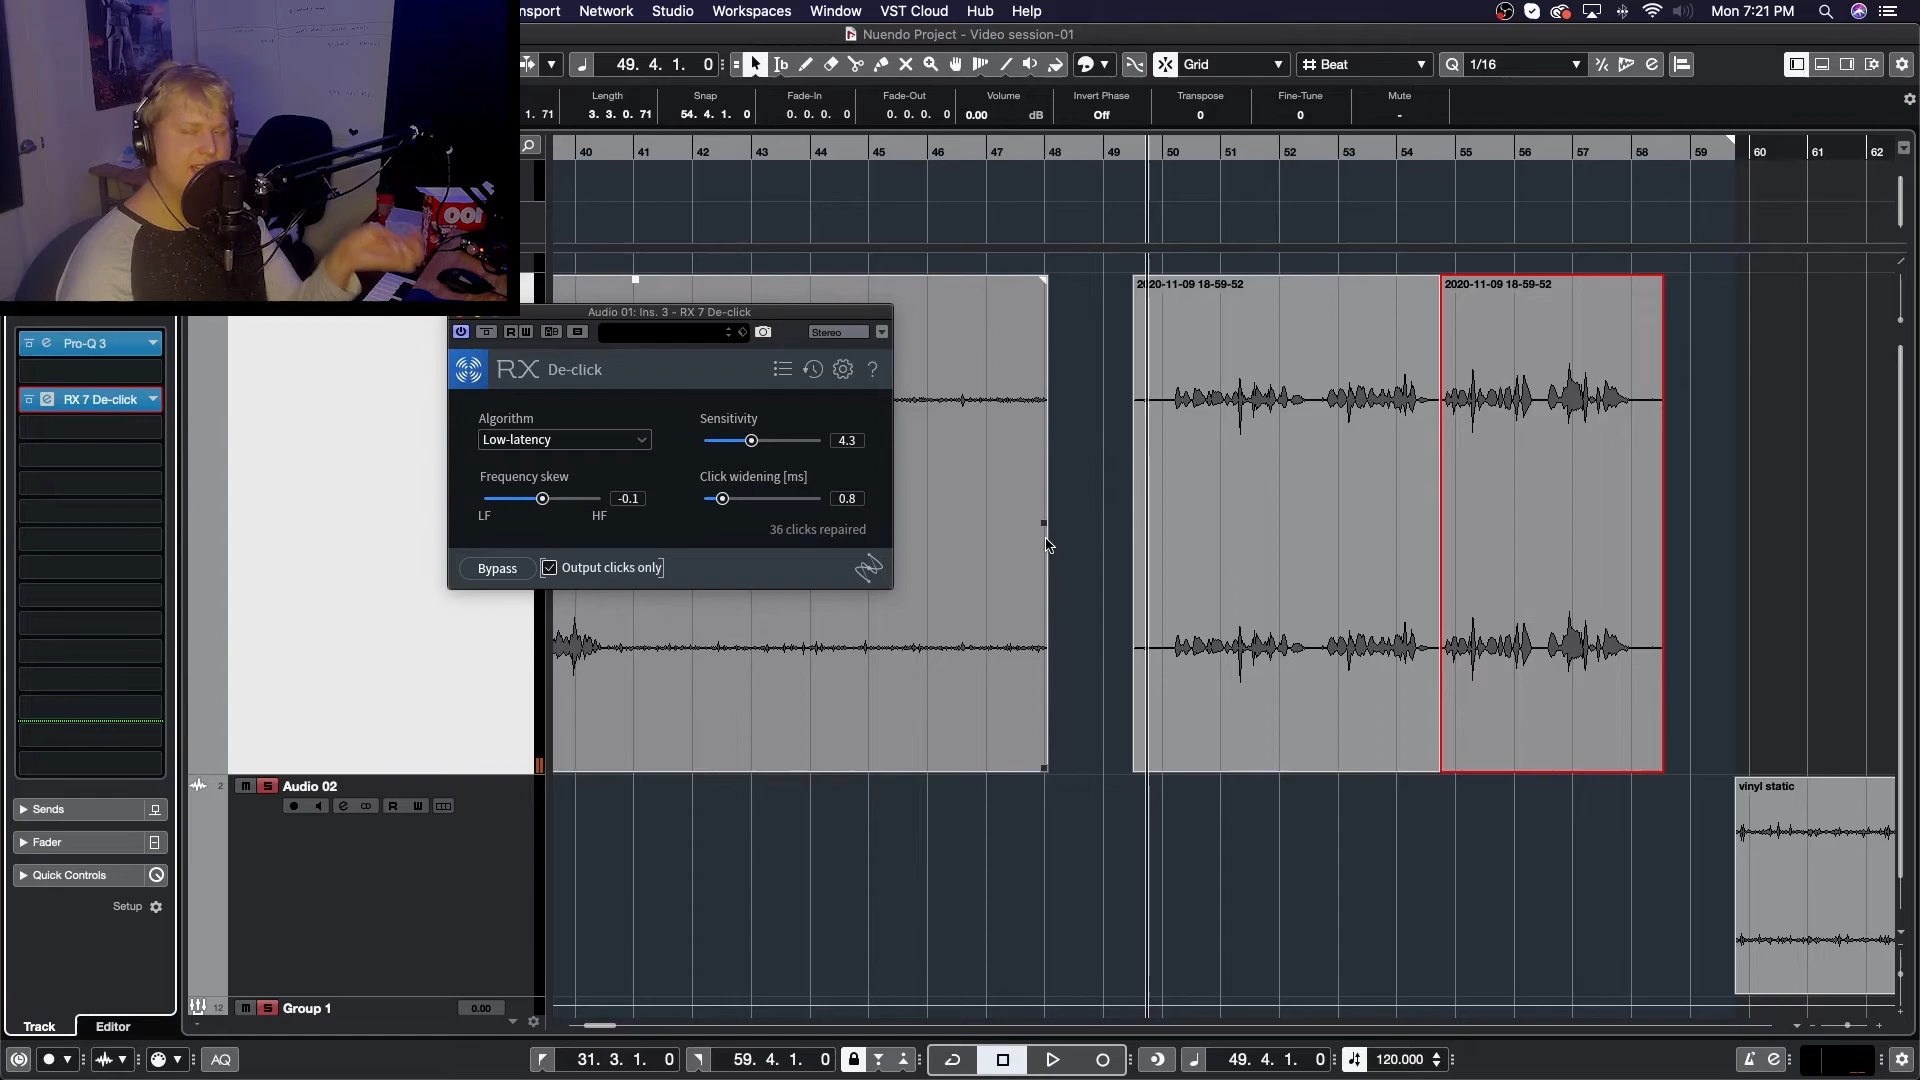 nsport Network Studio Workspaces Window VST Cloud Hub Help Mon 7:21 PM
Nuendo Project - Video session-01
49. 4. 1. 0 Grid Beat Q 1/16
Length Snap Fade-In Fade-Out Volume Invert Phase Transpose Fine-Tune Mute
1. 71 3. 3. 0. 71 54. 4. 1. 0 0. 0. 0. 0 0. 0. 0. 0 0.00 dB Off 0 0 -
40 41 42 43 44 45 46 47 48 49 50 51 52 53 54 55 56 57 58 59 60 61 62
2020-11-09 18-59-52 2020-11-09 18-59-52
Audio 01: Ins. 3 - RX 7 De-click
R W AB Stereo
Pro-Q 3
RX De-click ?
RX 7 De-click
Algorithm Sensitivity
Low-latency 4.3
Frequency skew Click widening [ms]
-0.1 0.8
LF HF
36 clicks repaired
Bypass Output clicks only
2 m S Audio 02
R W
vinyl static
Sends
Fader
Quick Controls
Setup
12 m S Group 1 0.00
Track Editor
AQ 31. 3. 1. 0 59. 4. 1. 0 49. 4. 1. 0 120.000